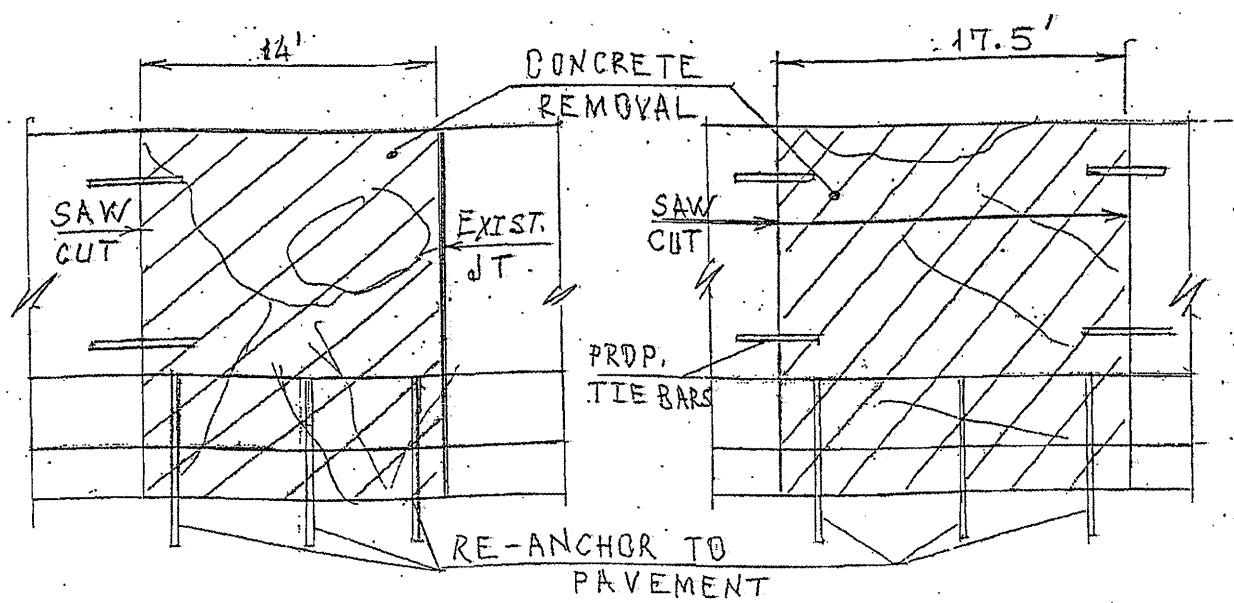 14'
17.5'
CONCRETE
REMOVAL
SAW
CUT
EXIST.
JT.
SAW
CUT
PROP.
TIE BARS
RE-ANCHOR TO
PAVEMENT